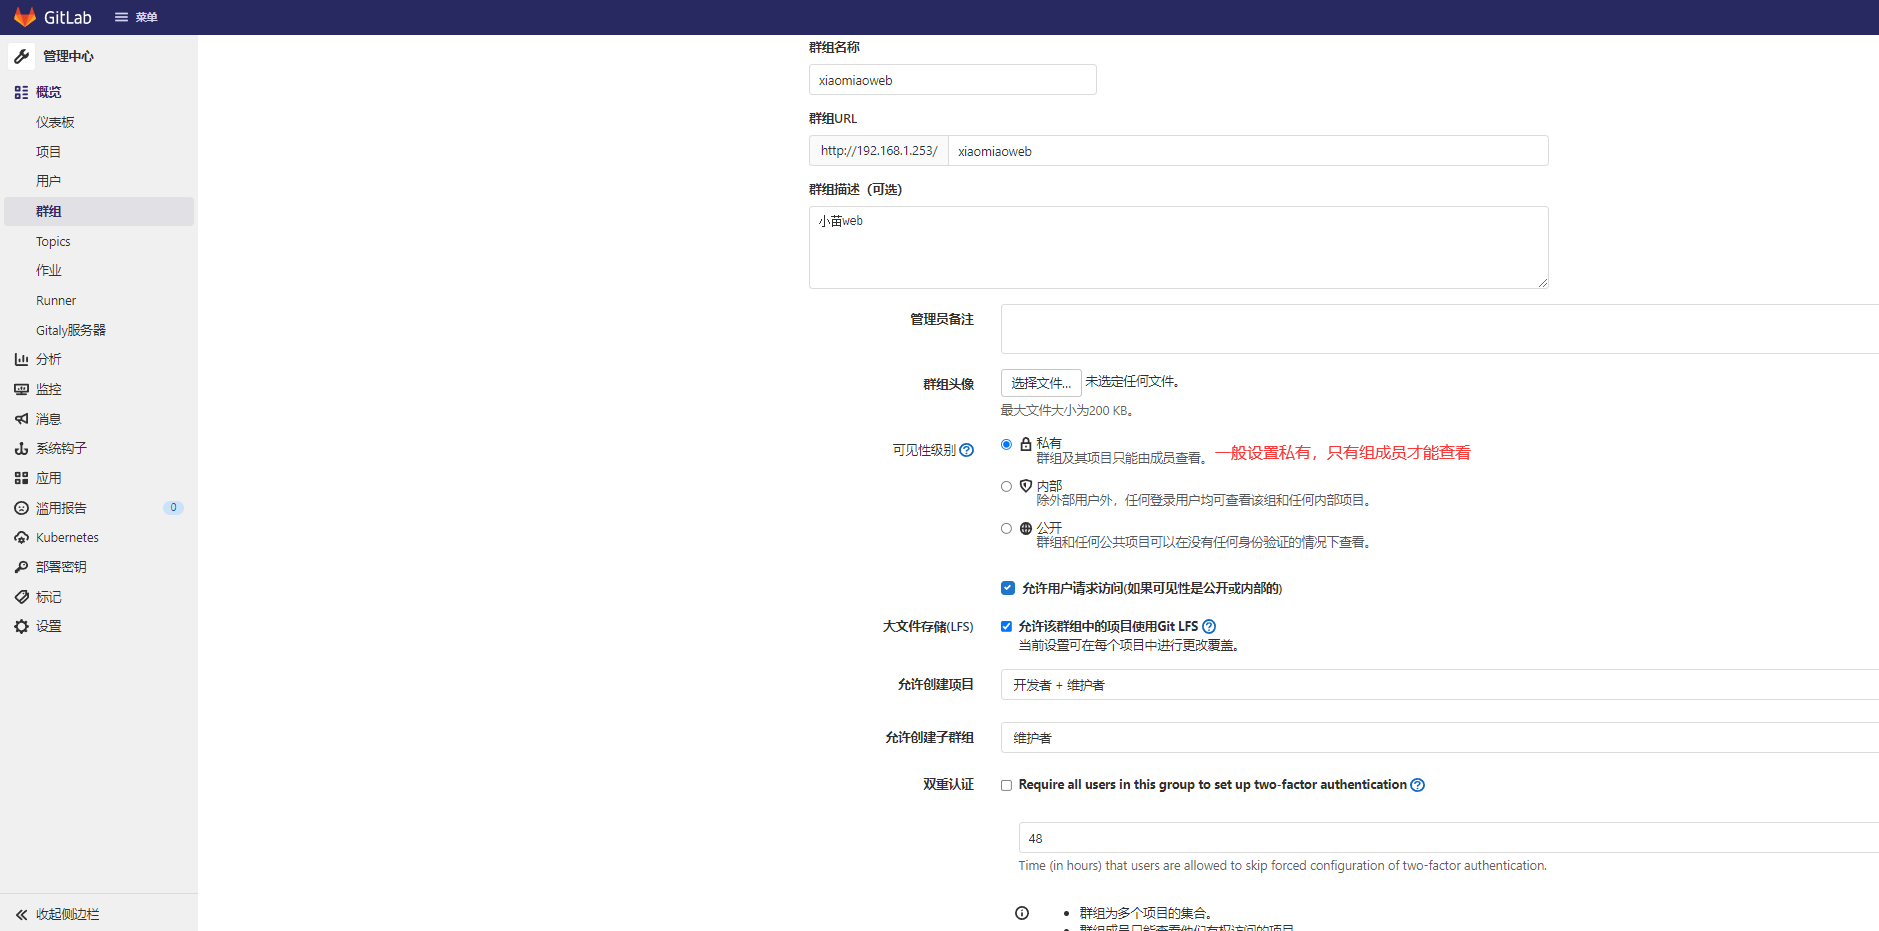 GitLab 菜单
管理中心
概览
仪表板
项目
用户
群组
Topics
作业
Runner
Gitaly服务器
分析
监控
消息
系统钩子
应用
滥用报告 0
Kubernetes
部署密钥
标记
设置
收起侧边栏
群组名称
xiaomiaoweb
群组URL
http://192.168.1.253/ xiaomiaoweb
群组描述（可选）
小苗web
管理员备注
群组头像 选择文件... 未选定任何文件。
最大文件大小为200 KB。
可见性级别
私有
群组及其项目只能由成员查看。 一般设置私有，只有组成员才能查看
内部
除外部用户外，任何登录用户均可查看该组和任何内部项目。
公开
群组和任何公共项目可以在没有任何身份验证的情况下查看。
允许用户请求访问(如果可见性是公开或内部的)
大文件存储(LFS) 允许该群组中的项目使用Git LFS
当前设置可在每个项目中进行更改覆盖。
允许创建项目 开发者 + 维护者
允许创建子群组 维护者
双重认证 Require all users in this group to set up two-factor authentication
48
Time (in hours) that users are allowed to skip forced configuration of two-factor authentication.
群组为多个项目的集合。
群组成员只能查看他们有权访问的项目